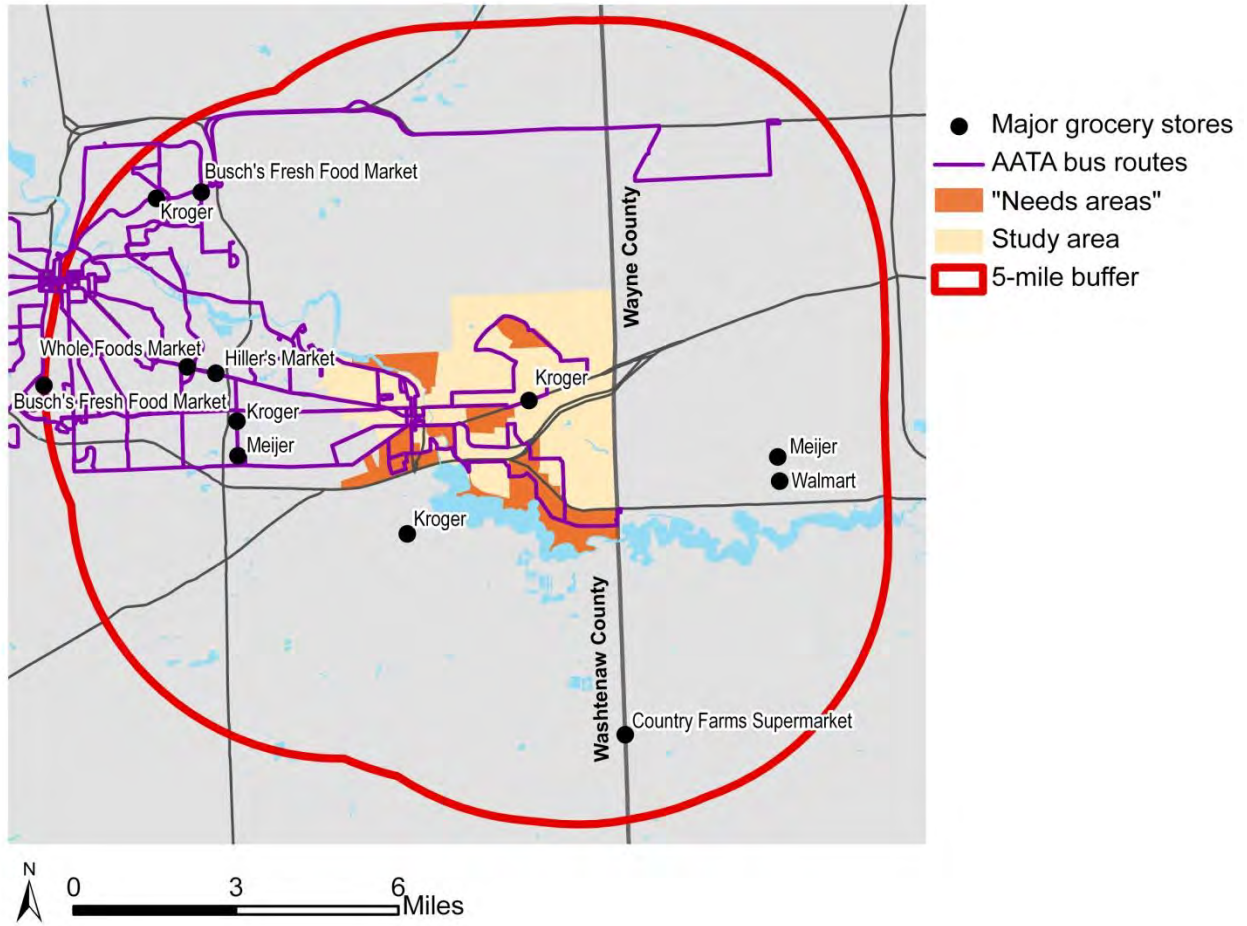 Busch's Fresh Food Market
Kroger
Whole Foods Market
Hiller's Market
Busch's Fresh Food Market
Kroger
Meijer
Kroger
Kroger
Meijer
Walmart
Country Farms Supermarket
Wayne County
Washtenaw County
Major grocery stores
AATA bus routes
"Needs areas"
Study area
5-mile buffer
N
0 3 6
Miles